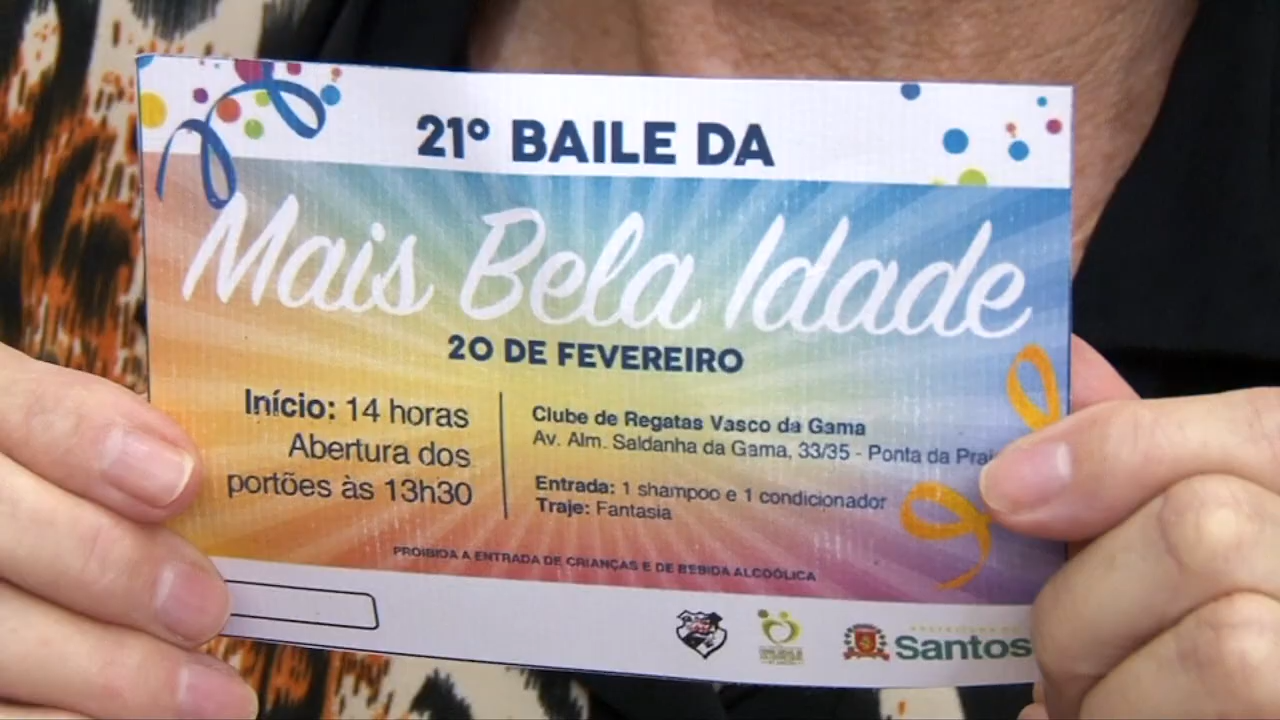 21º BAILE DA
Mais Bela Idade
20 DE FEVEREIRO
Início: 14 horas
Abertura dos
portões às 13h30
Clube de Regatas Vasco da Gama
Av. Alm. Saldanha da Gama, 33/35 - Ponta da Prai
Entrada: 1 shampoo e 1 condicionador
Traje: Fantasia
PROIBIDA A ENTRADA DE CRIANÇAS E DE BEBIDA ALCOÓLICA
Santos